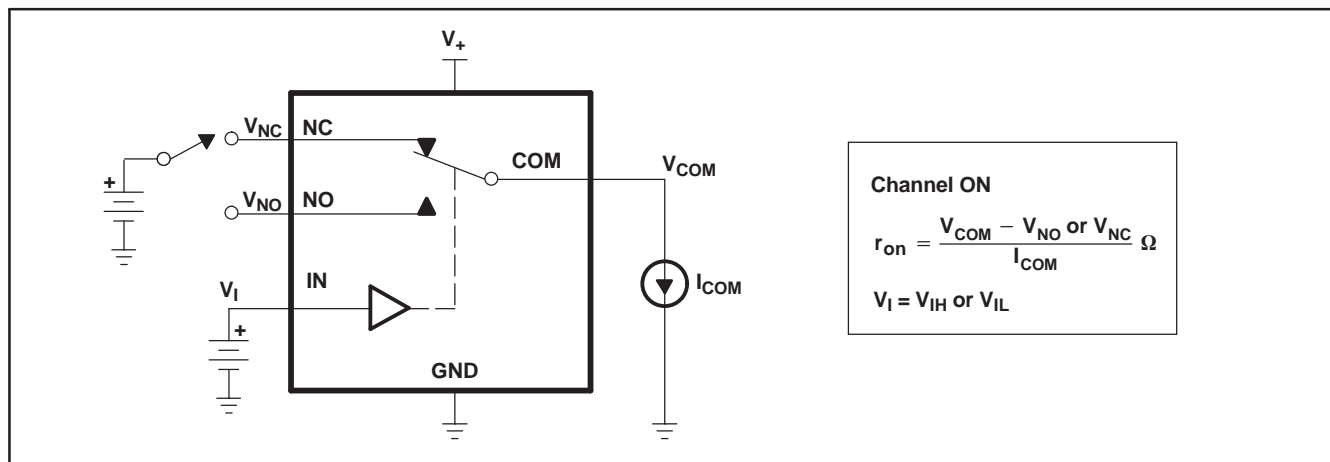 V+
VNC NC
COM
VCOM
+
VNO NO
VI
IN
+
ICOM
GND
Channel ON
ron = VCOM − VNO or VNC / ICOM Ω
VI = VIH or VIL